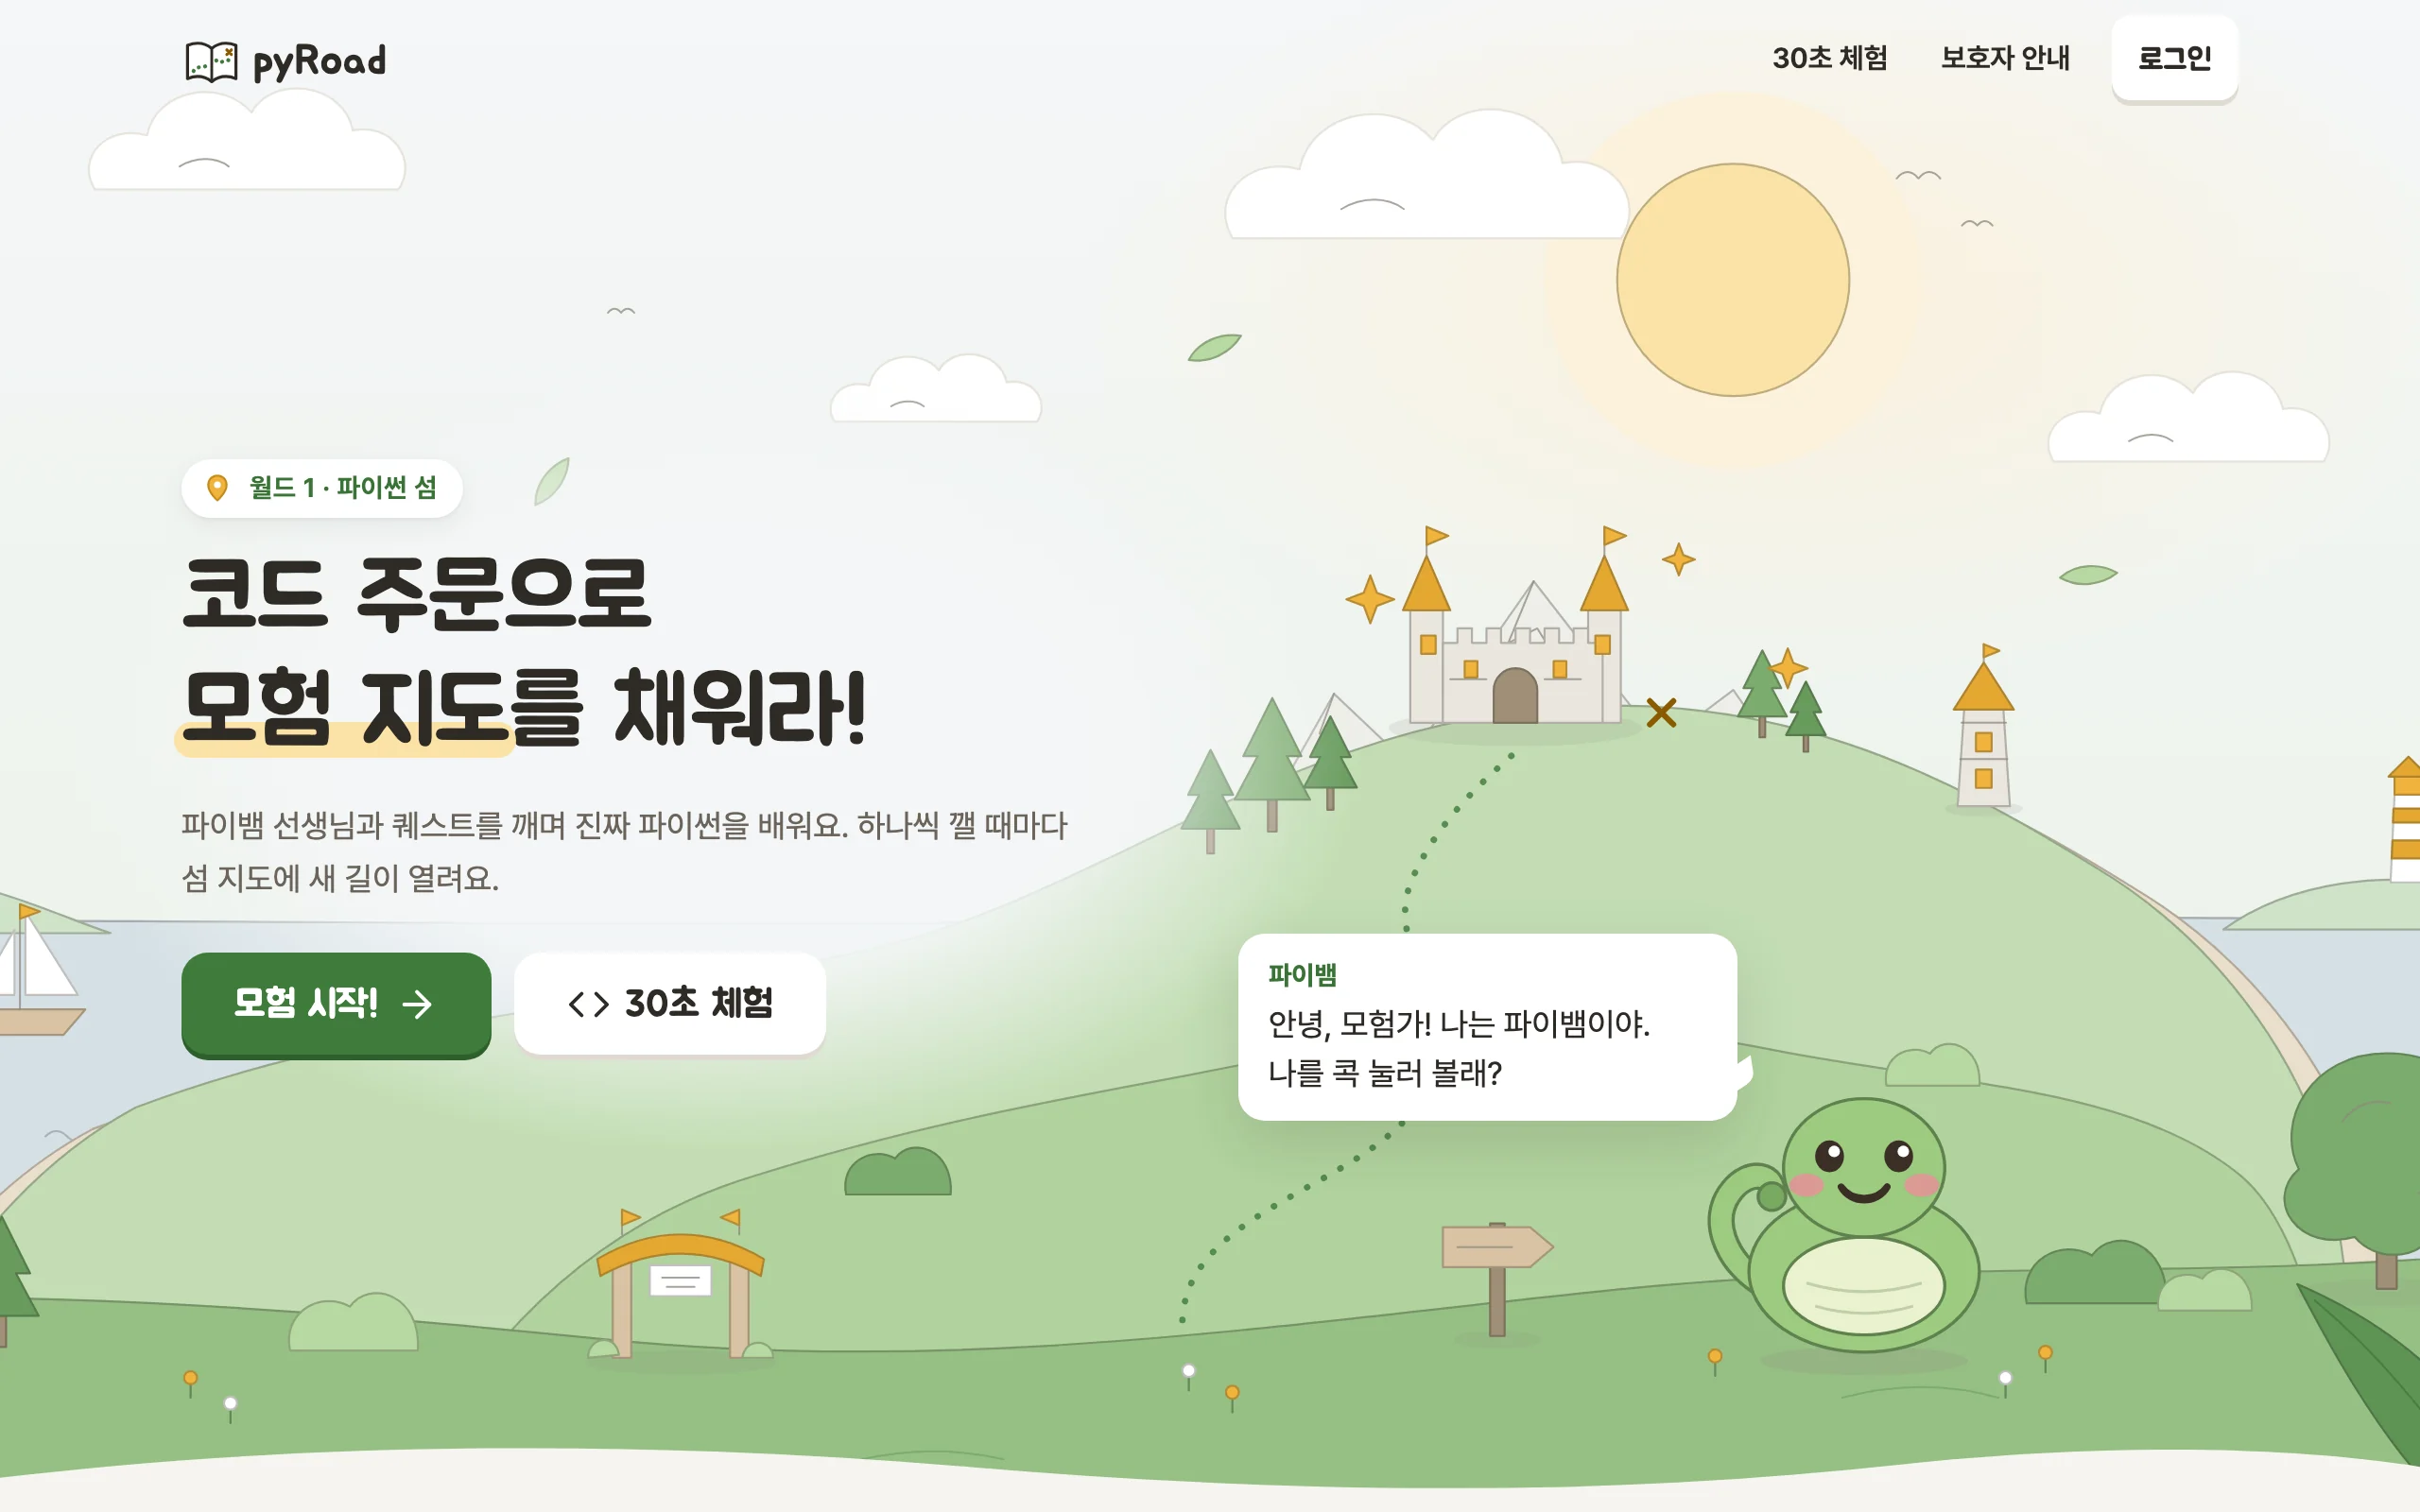 pyRoad
30초 체험
보호자 안내
로그인
월드 1 · 파이썬 섬
코드 주문으로
모험 지도를 채워라!
파이뱀 선생님과 퀘스트를 깨며 진짜 파이썬을 배워요. 하나씩 깰 때마다
섬 지도에 새 길이 열려요.
모험 시작! →
<> 30초 체험
파이뱀
안녕, 모험가! 나는 파이뱀이야.
나를 콕 눌러 볼래?